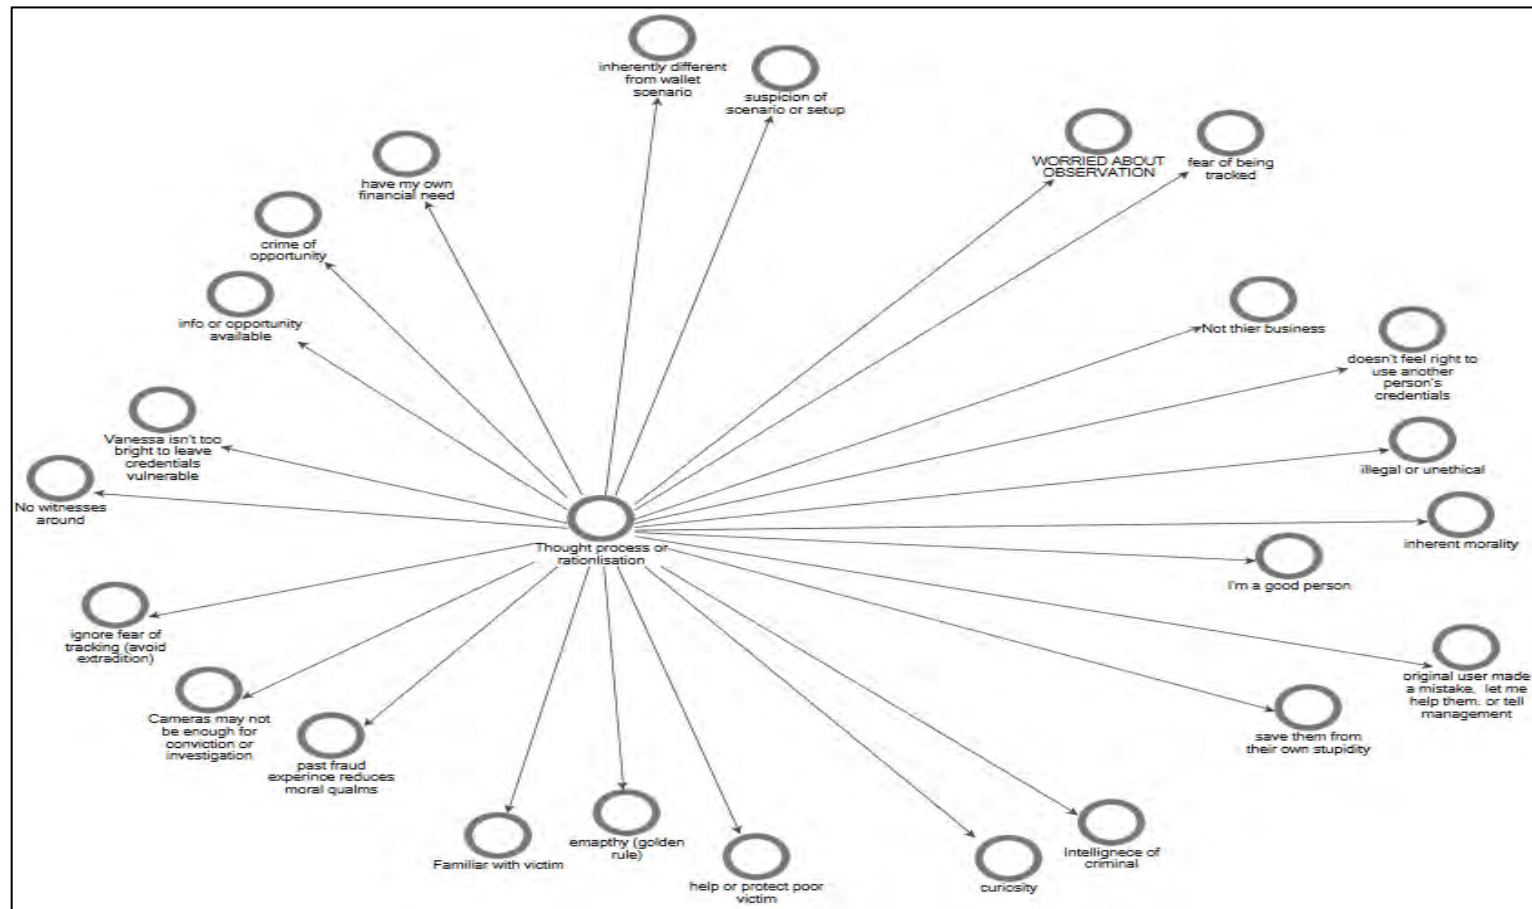 inherently different
from wallet
scenario
suspicion of
scenario or setup
WORRIED ABOUT
OBSERVATION
fear of being
tracked
have my own
financial need
crime of
opportunity
info or opportunity
available
Not thier business
doesn't feel right to
use another
person's
credentials
Vanessa isn't too
bright to leave
credentials
vulnerable
illegal or unethical
No witnesses
around
Thought process or
rationlisation
inherent morality
I'm a good person
ignore fear of
tracking (avoid
extradition)
original user made
a mistake, let me
help them. or tell
management
Cameras may not
be enough for
conviction or
investigation
save them from
their own stupidity
past fraud
experince reduces
moral qualms
Familiar with victim
emapthy (golden
rule)
help or protect poor
victim
curiosity
Intellignece of
criminal